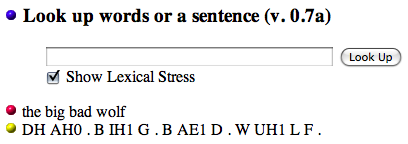 Look up words or a sentence (v. 0.7a)
Look Up
Show Lexical Stress
the big bad wolf
DH AH0 . B IH1 G . B AE1 D . W UH1 L F .